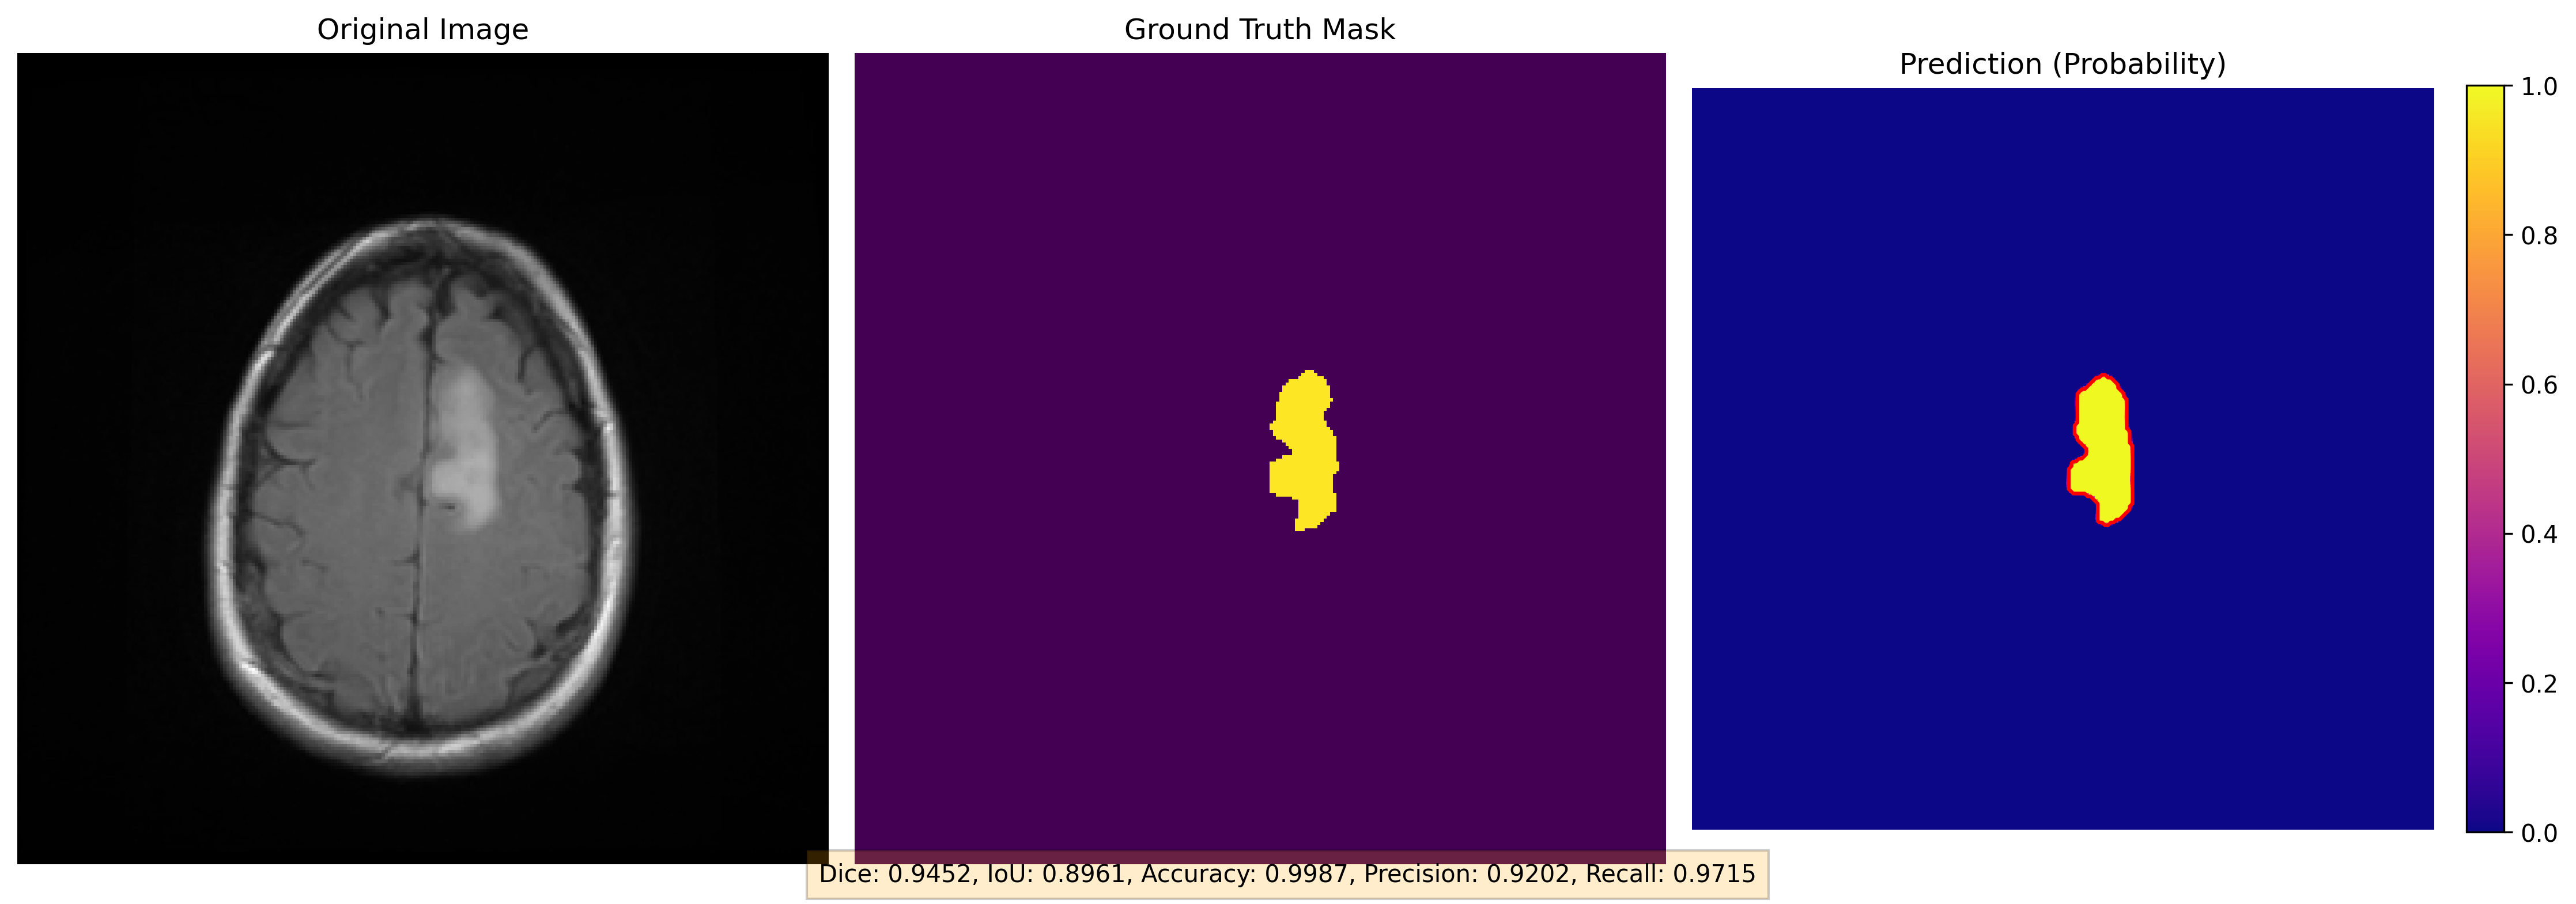 Original Image
Ground Truth Mask
Prediction (Probability)
1.0
0.8
0.6
0.4
0.2
0.0
Dice: 0.9452, IoU: 0.8961, Accuracy: 0.9987, Precision: 0.9202, Recall: 0.9715